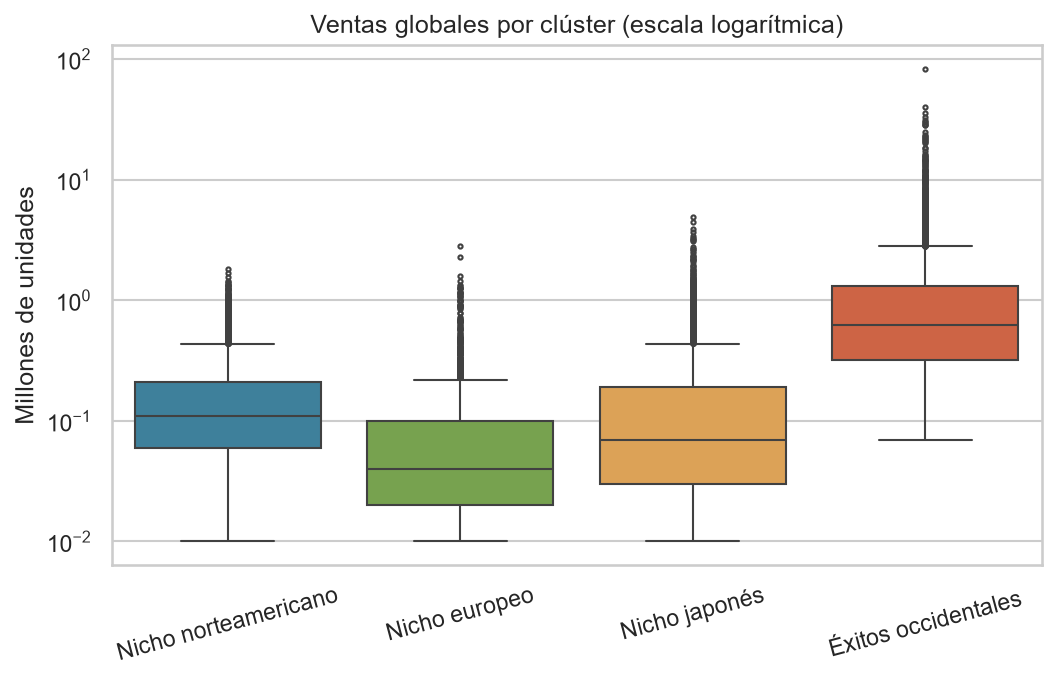 Ventas globales por clúster (escala logarítmica)
Millones de unidades
10²
10¹
10⁰
10⁻¹
10⁻²
Nicho norteamericano
Nicho europeo
Nicho japonés
Éxitos occidentales